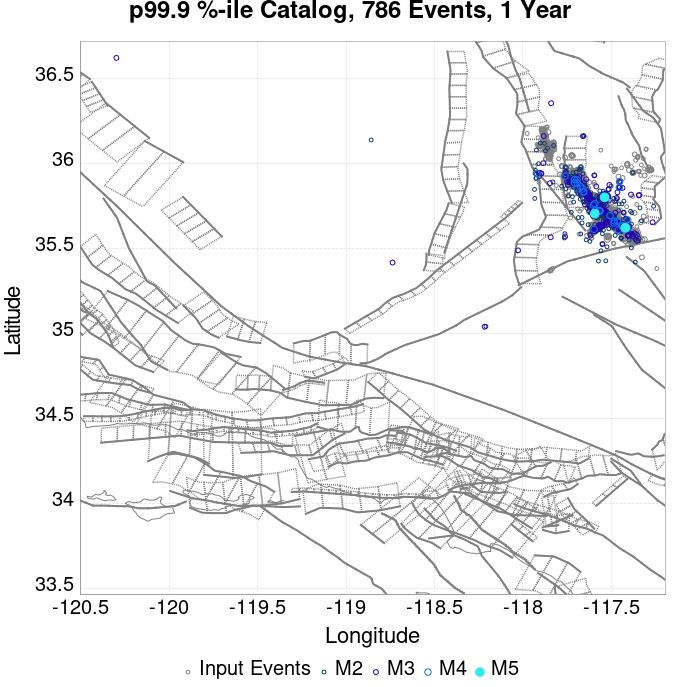 p99.9 %-ile Catalog, 786 Events, 1 Year
36.5
36
35.5
35
34.5
34
33.5
Latitude
-120.5 -120 -119.5 -119 -118.5 -118 -117.5
Longitude
Input Events M2 M3 M4 M5